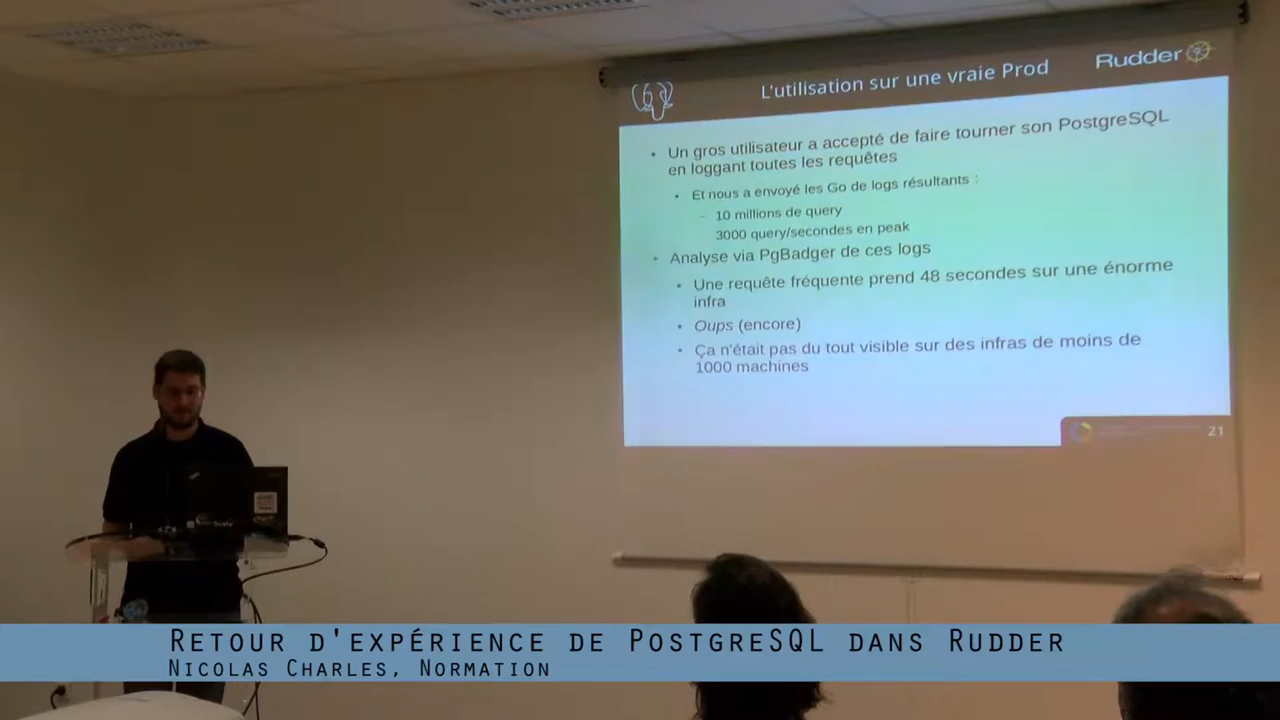 L'utilisation sur une vraie Prod
Rudder
Un gros utilisateur a accepté de faire tourner son PostgreSQL
en loggant toutes les requêtes
Et nous a envoyé les Go de logs résultants :
10 millions de query
3000 query/secondes en peak
Analyse via PgBadger de ces logs
Une requête fréquente prend 48 secondes sur une énorme
infra
Oups (encore)
Ça n'était pas du tout visible sur des infras de moins de
1000 machines
21
Retour d'expérience de PostgreSQL dans Rudder
Nicolas Charles, Normation